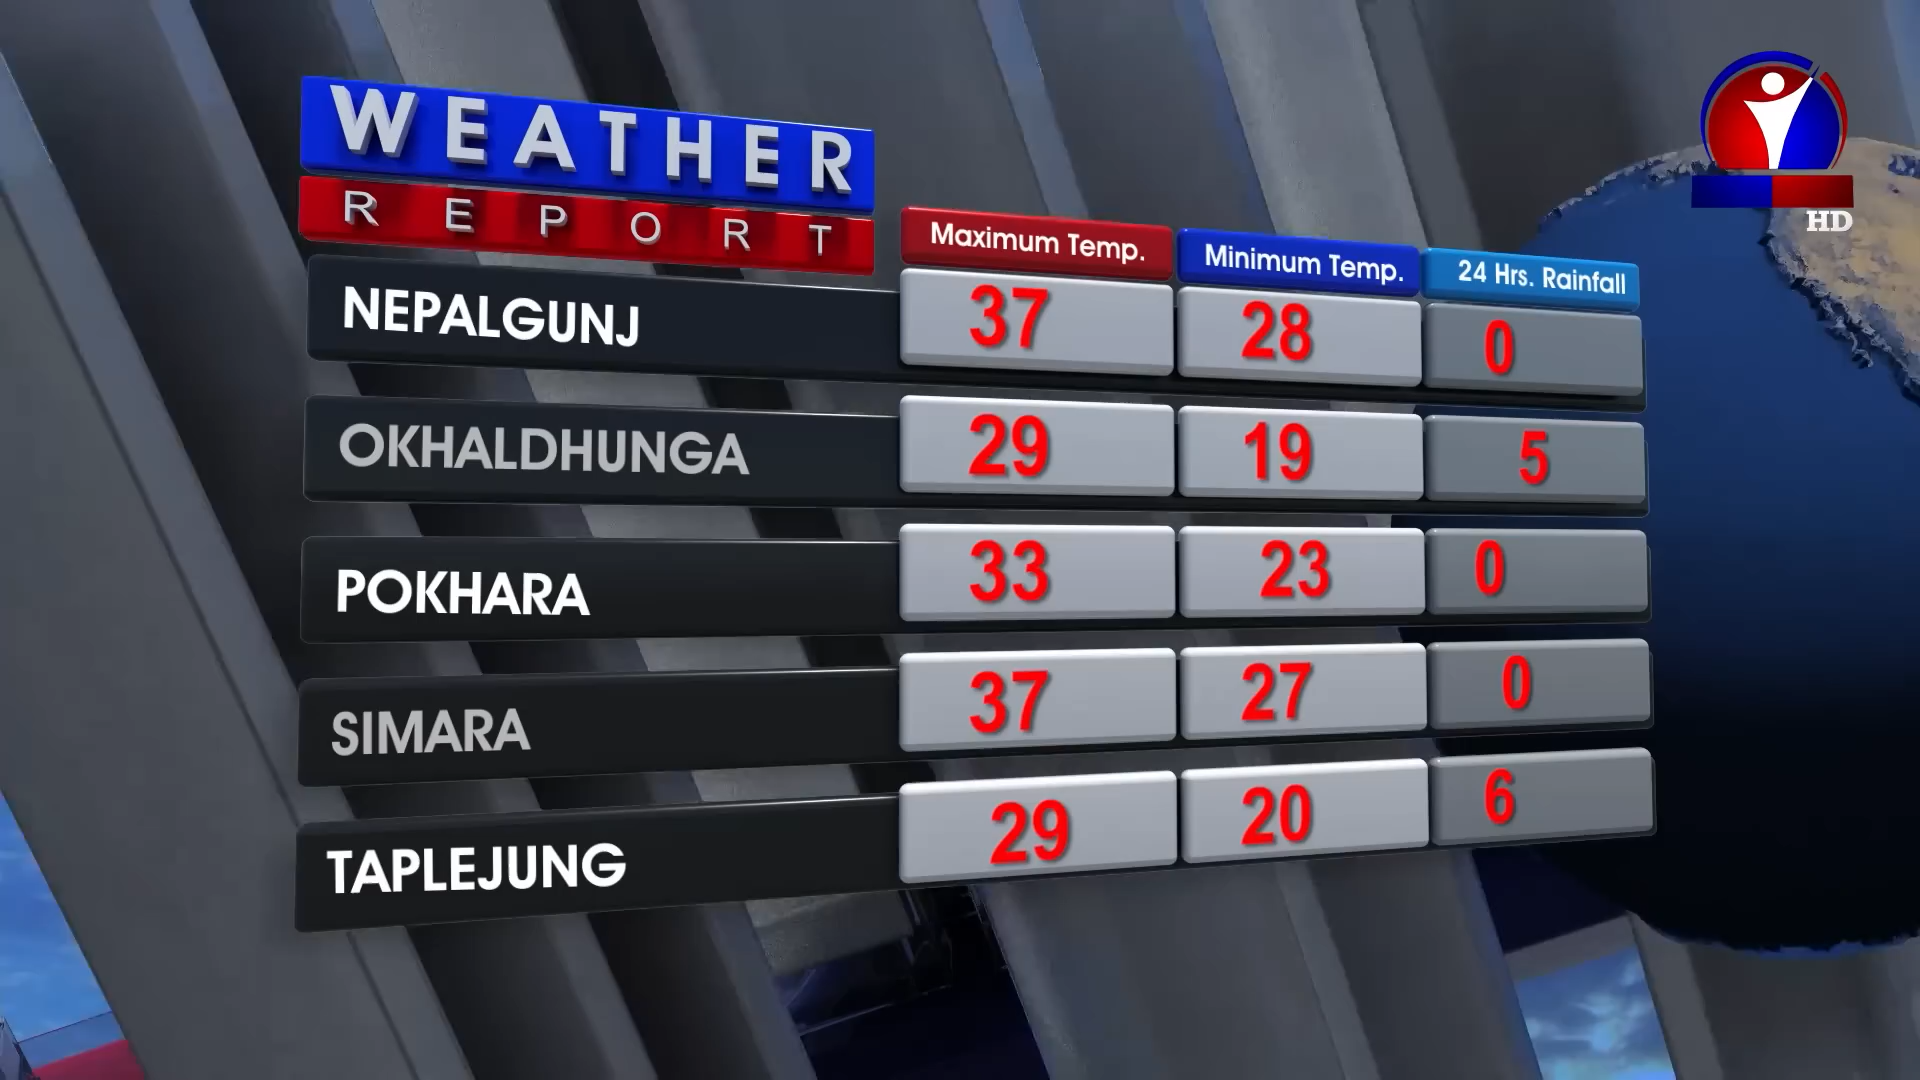 WEATHER
REPORT
HD
Maximum Temp. Minimum Temp. 24 Hrs. Rainfall
NEPALGUNJ 37 28 0
OKHALDHUNGA 29 19 5
POKHARA 33 23 0
SIMARA 37 27 0
TAPLEJUNG 29 20 6